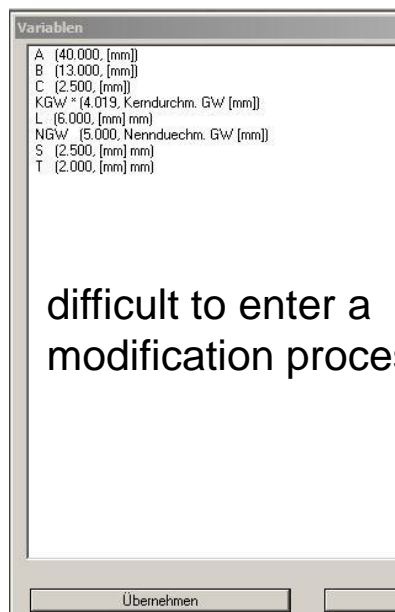 Variablen
A (40.000, [mm])
B (13.000, [mm])
C (2.500, [mm])
KGW * (4.019, Kerndurchm. GW [mm])
L (6.000, [mm] mm)
NGW (5.000, Nennduechm. GW [mm])
S (2.500, [mm] mm)
T (2.000, [mm] mm)
difficult to enter a
modification proces
Übernehmen